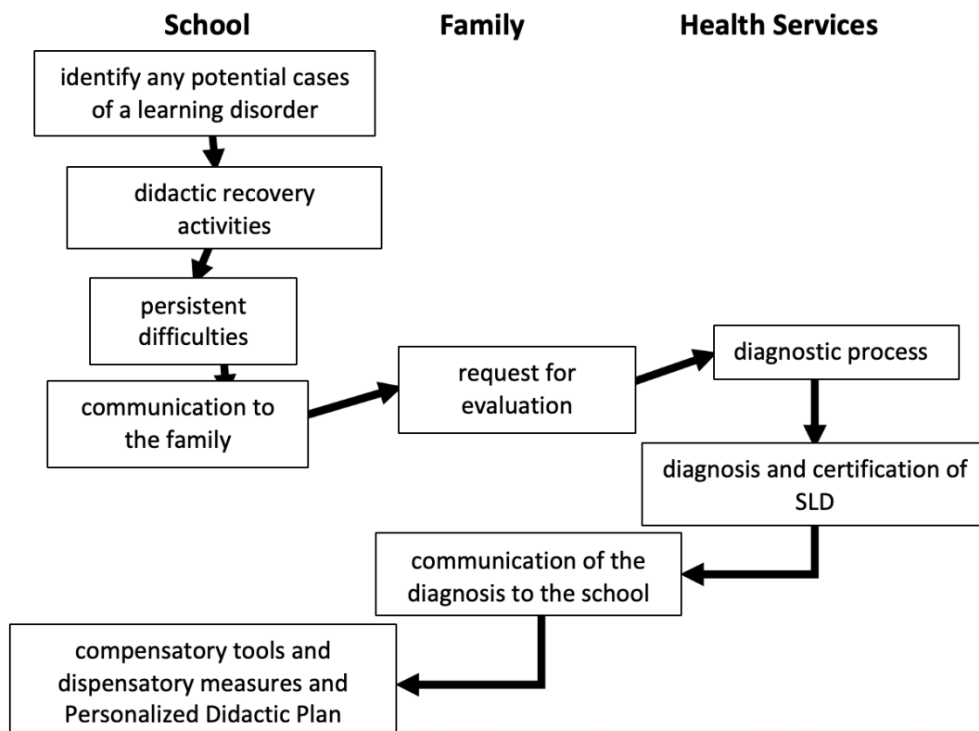 School
Family
Health Services
identify any potential cases
of a learning disorder
didactic recovery
activities
persistent
difficulties
communication to
the family
request for
evaluation
diagnostic process
diagnosis and certification of
SLD
communication of the
diagnosis to the school
compensatory tools and
dispensatory measures and
Personalized Didactic Plan